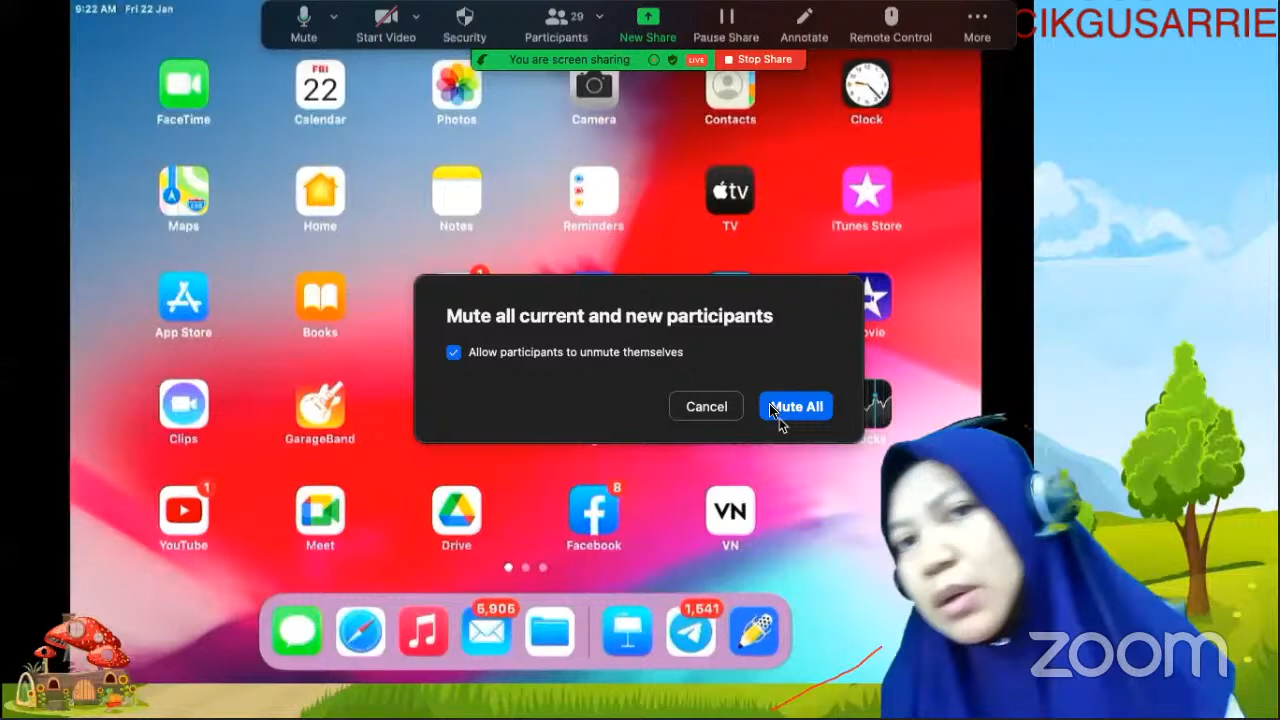 9:22 AM Fri 22 Jan
29
Mute
Start Video
Security
Participants
New Share
Pause Share
Annotate
Remote Control
More
CIKGUSARRIE
You are screen sharing
LIVE
Stop Share
FRI
22
FaceTime
Calendar
Photos
Camera
Contacts
Clock
tv
Maps
Home
Notes
Reminders
TV
iTunes Store
1
App Store
Books
Mute all current and new participants
Allow participants to unmute themselves
Cancel
Mute All
Clips
GarageBand
1
8
VN
YouTube
Meet
Drive
Facebook
VN
5,905
1,541
zoom